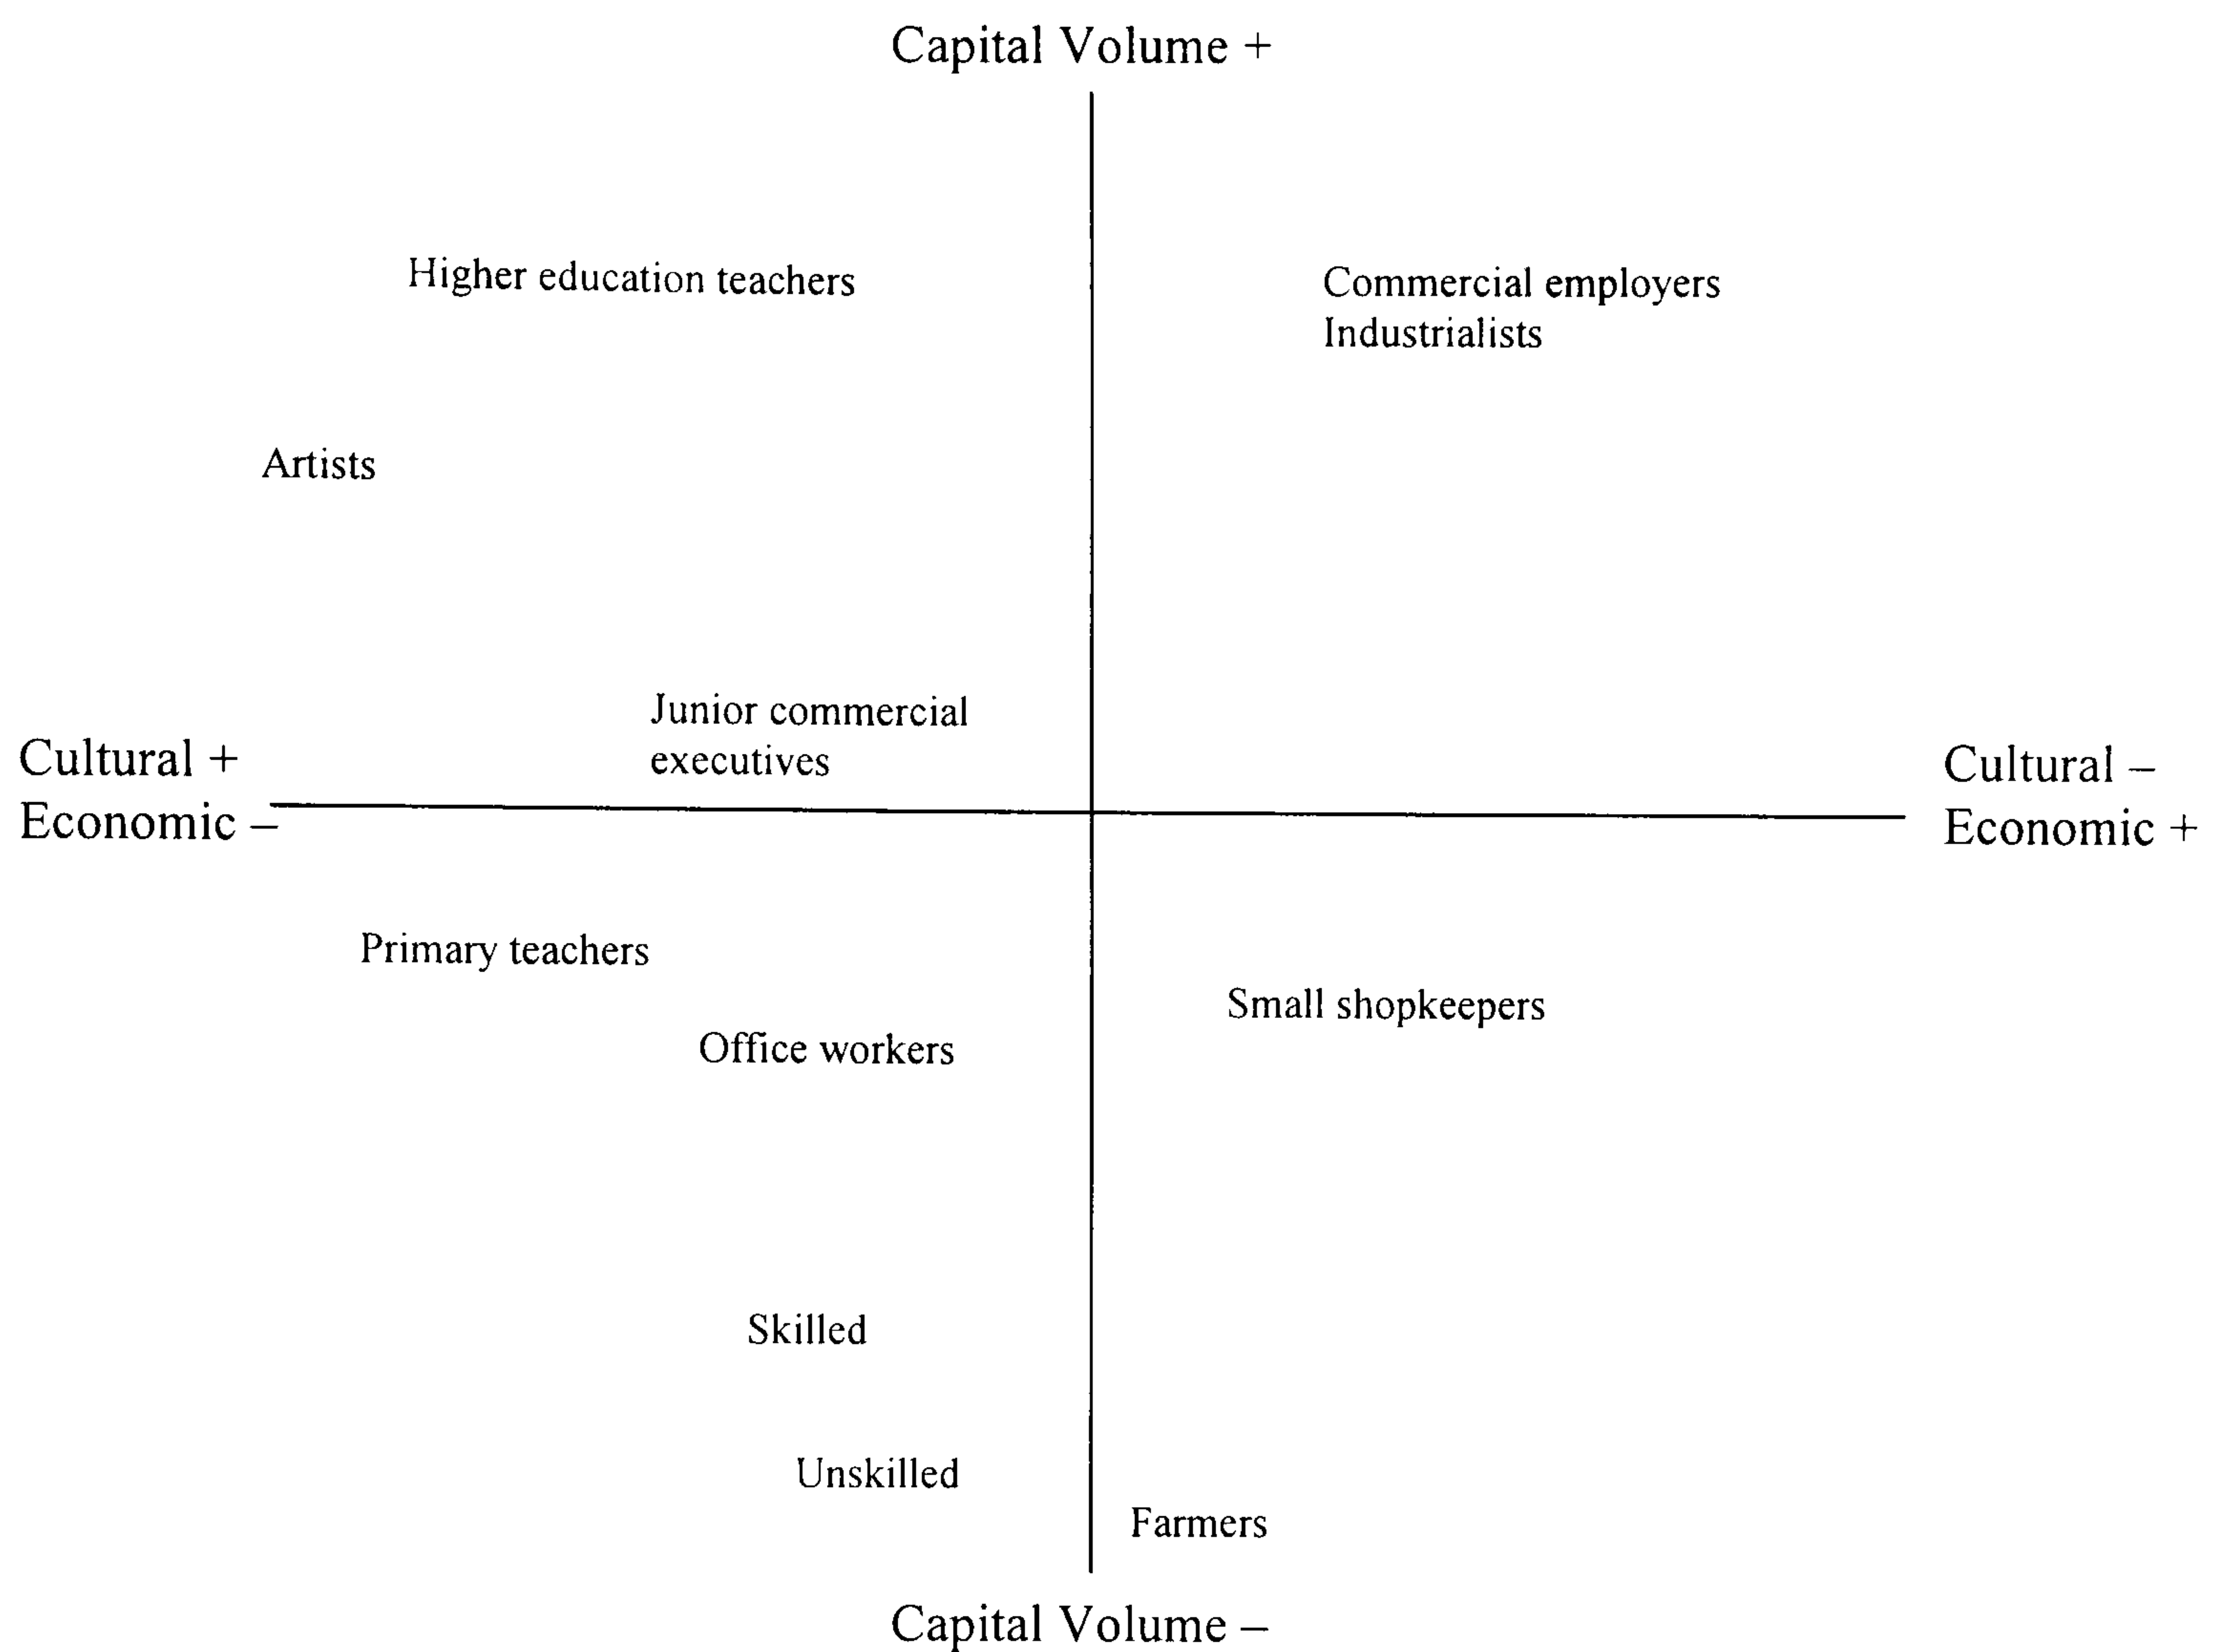 Capital Volume +
Higher education teachers
Commercial employers
Industrialists
Artists
Junior commercial
executives
Cultural +
Economic –
Cultural –
Economic +
Primary teachers
Small shopkeepers
Office workers
Skilled
Unskilled
Farmers
Capital Volume –